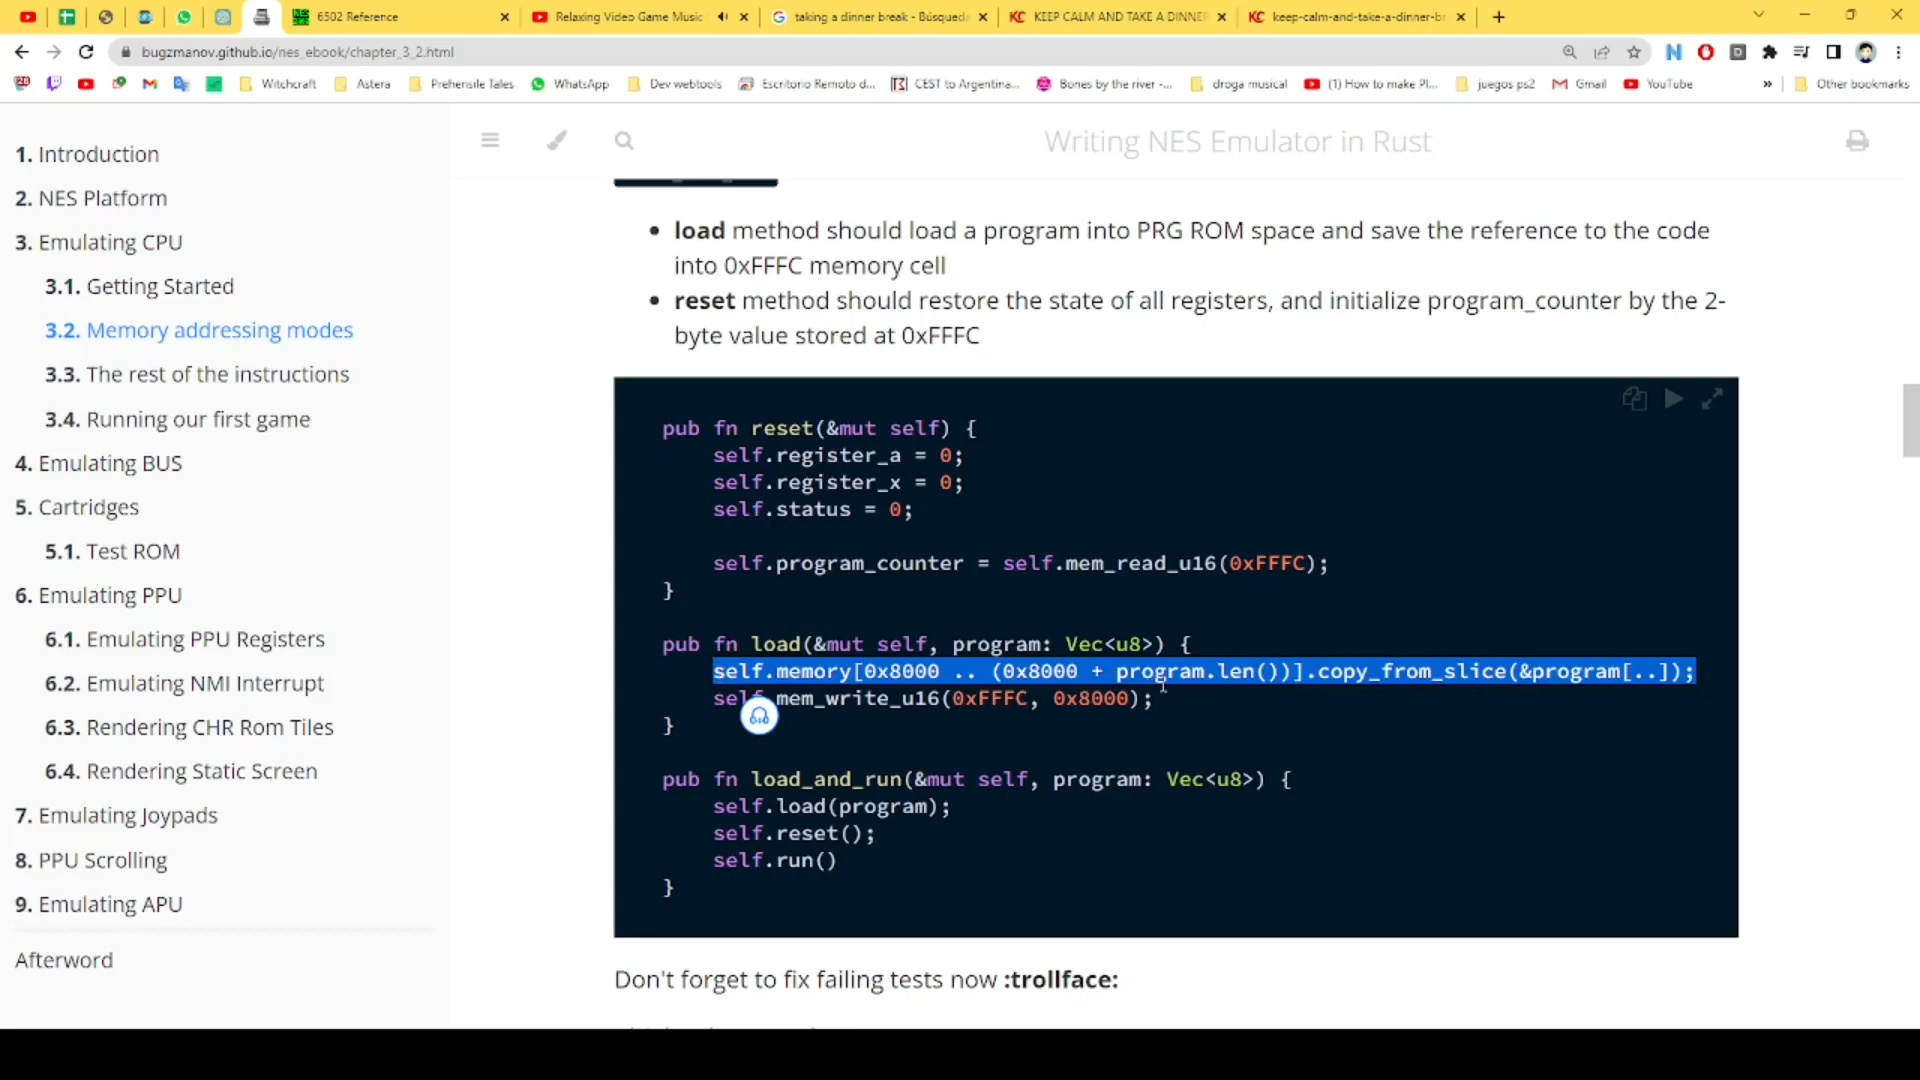 6502 Reference
Relaxing Video Game Music
taking a dinner break - Búsqued
KEEP CALM AND TAKE A DINNE
keep-calm-and-take-a-dinner-br
bugzmanov.github.io/nes_ebook/chapter_3_2.html
Witchcraft
Astera
Prehensile Tales
WhatsApp
Dev webtools
Escritorio Remoto d...
CEST to Argentina...
Bones by the river -...
droga musical
(1) How to make Pl...
juegos ps2
Gmail
YouTube
»
Other bookmarks
1. Introduction
2. NES Platform
3. Emulating CPU
3.1. Getting Started
3.2. Memory addressing modes
3.3. The rest of the instructions
3.4. Running our first game
4. Emulating BUS
5. Cartridges
5.1. Test ROM
6. Emulating PPU
6.1. Emulating PPU Registers
6.2. Emulating NMI Interrupt
6.3. Rendering CHR Rom Tiles
6.4. Rendering Static Screen
7. Emulating Joypads
8. PPU Scrolling
9. Emulating APU
Afterword
Writing NES Emulator in Rust
• load method should load a program into PRG ROM space and save the reference to the code
into 0xFFFC memory cell
• reset method should restore the state of all registers, and initialize program_counter by the 2-
byte value stored at 0xFFFC
pub fn reset(&mut self) {
self.register_a = 0;
self.register_x = 0;
self.status = 0;
self.program_counter = self.mem_read_u16(0xFFFC);
}
pub fn load(&mut self, program: Vec<u8>) {
self.memory[0x8000 .. (0x8000 + program.len())].copy_from_slice(&program[..]);
self.mem_write_u16(0xFFFC, 0x8000);
}
pub fn load_and_run(&mut self, program: Vec<u8>) {
self.load(program);
self.reset();
self.run()
}
Don't forget to fix failing tests now :trollface: